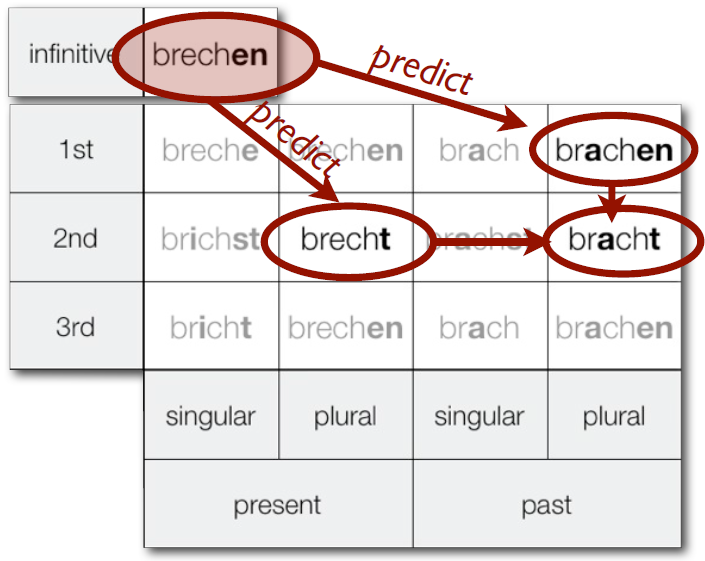 infinitive brechen
predict
predict
1st breche brechen brach brachen
2nd brichst brecht brachst bracht
3rd bricht brechen brach brachen
singular plural singular plural
present past